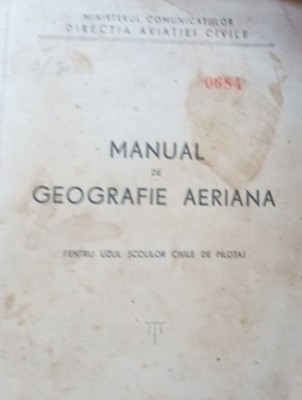 MINISTERUL COMUNICAȚIILOR
DIRECȚIA AVIAȚIEI CIVILE
0684
MANUAL
DE
GEOGRAFIE AERIANA
PENTRU UZUL ȘCOLILOR CIVILE DE PILOTAJ